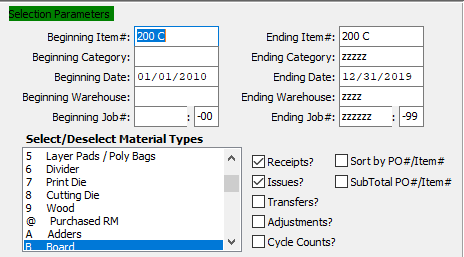 Selection Parameters
Beginning Item#: 200 C Ending Item#: 200 C
Beginning Category: Ending Category: zzzzz
Beginning Date: 01/01/2010 Ending Date: 12/31/2019
Beginning Warehouse: Ending Warehouse: zzzz
Beginning Job#: : -00 Ending Job#: zzzzzz : -99
Select/Deselect Material Types
5 Layer Pads / Poly Bags
6 Divider
7 Print Die
8 Cutting Die
9 Wood
@ Purchased RM
A Adders
B Board
Receipts? Sort by PO#/Item#
Issues? SubTotal PO#/Item#
Transfers?
Adjustments?
Cycle Counts?